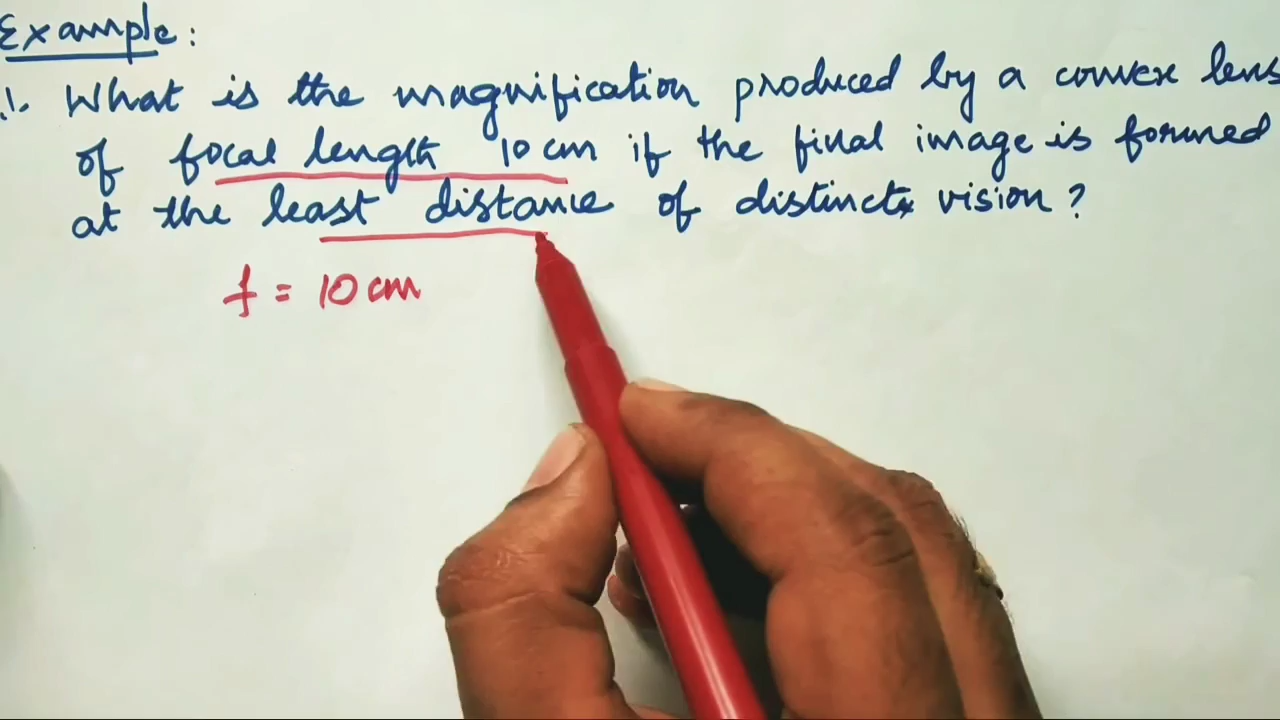 Example:
1. What is the magnification produced by a convex lens
of focal length 10 cm if the final image is formed
at the least distance of distinct vision?
f = 10 cm